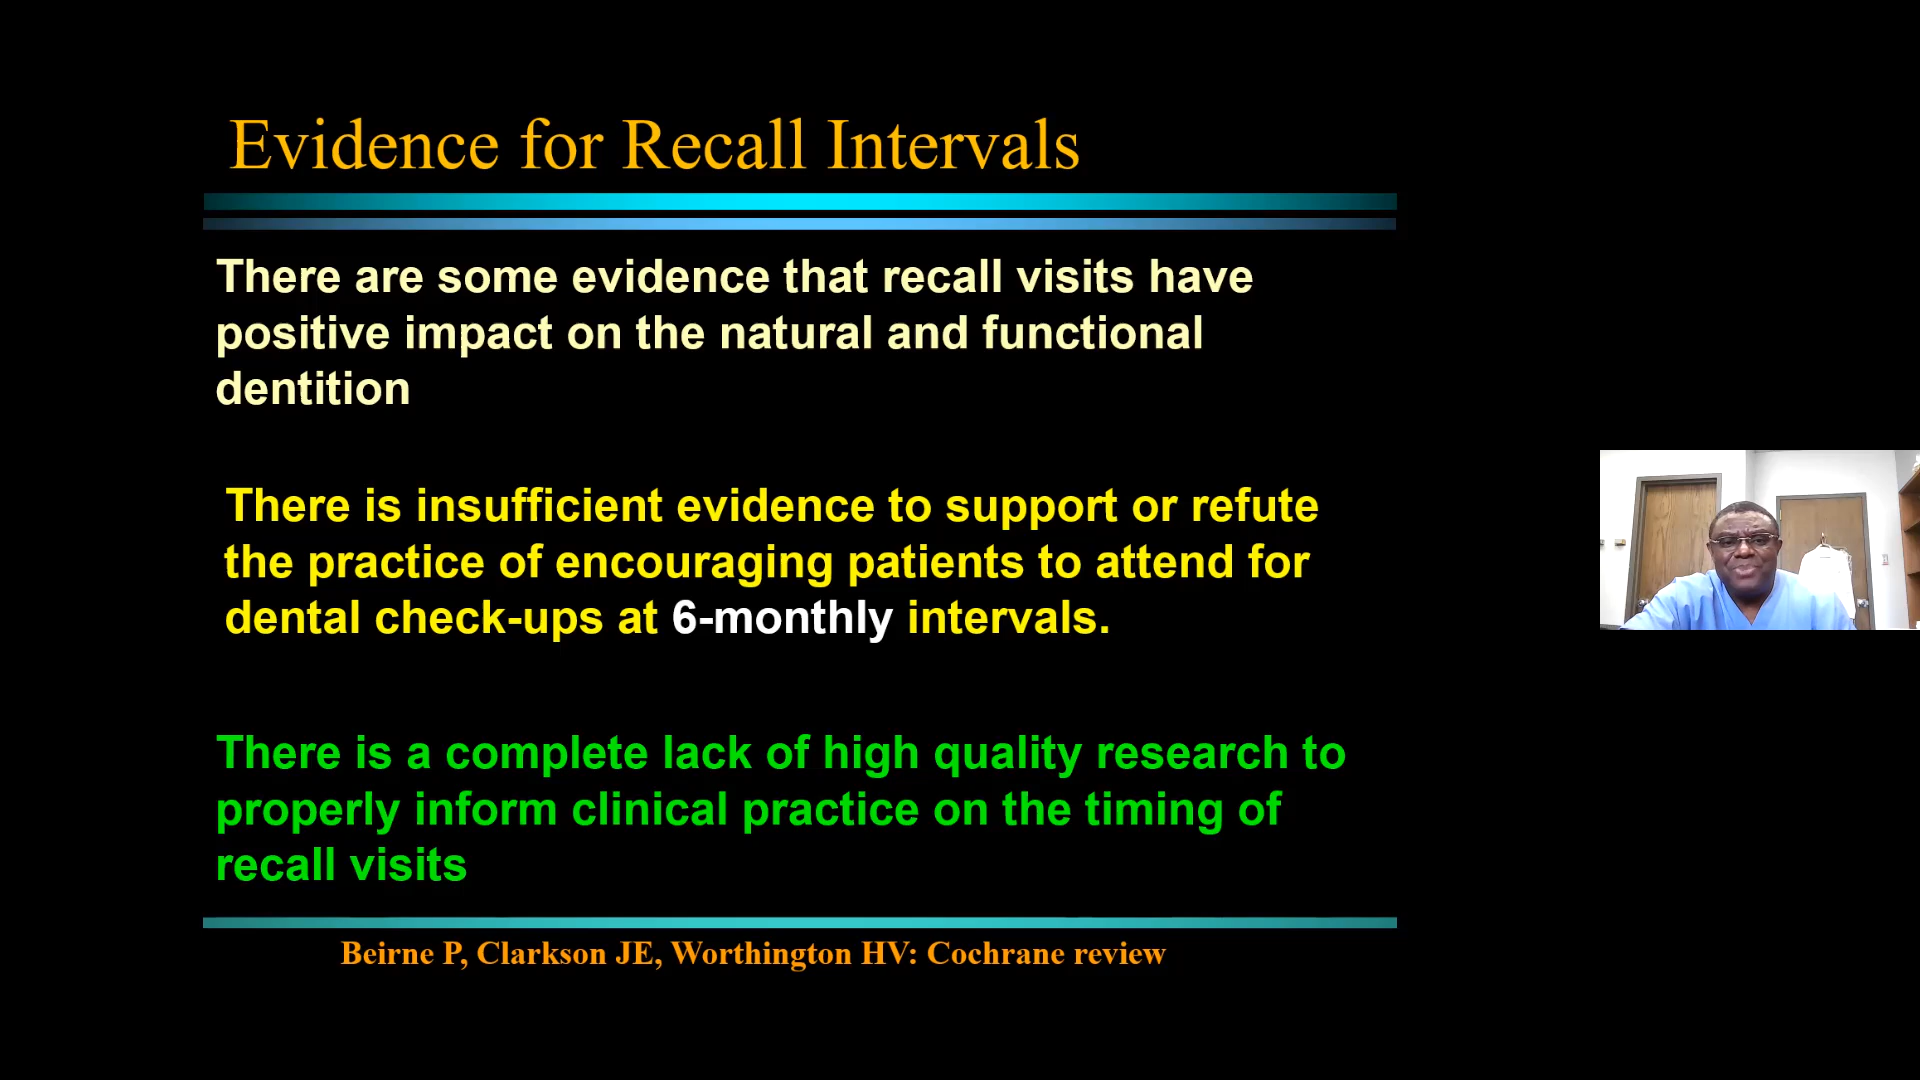 Evidence for Recall Intervals
There are some evidence that recall visits have
positive impact on the natural and functional
dentition
There is insufficient evidence to support or refute
the practice of encouraging patients to attend for
dental check-ups at 6-monthly intervals.
There is a complete lack of high quality research to
properly inform clinical practice on the timing of
recall visits
Beirne P, Clarkson JE, Worthington HV: Cochrane review